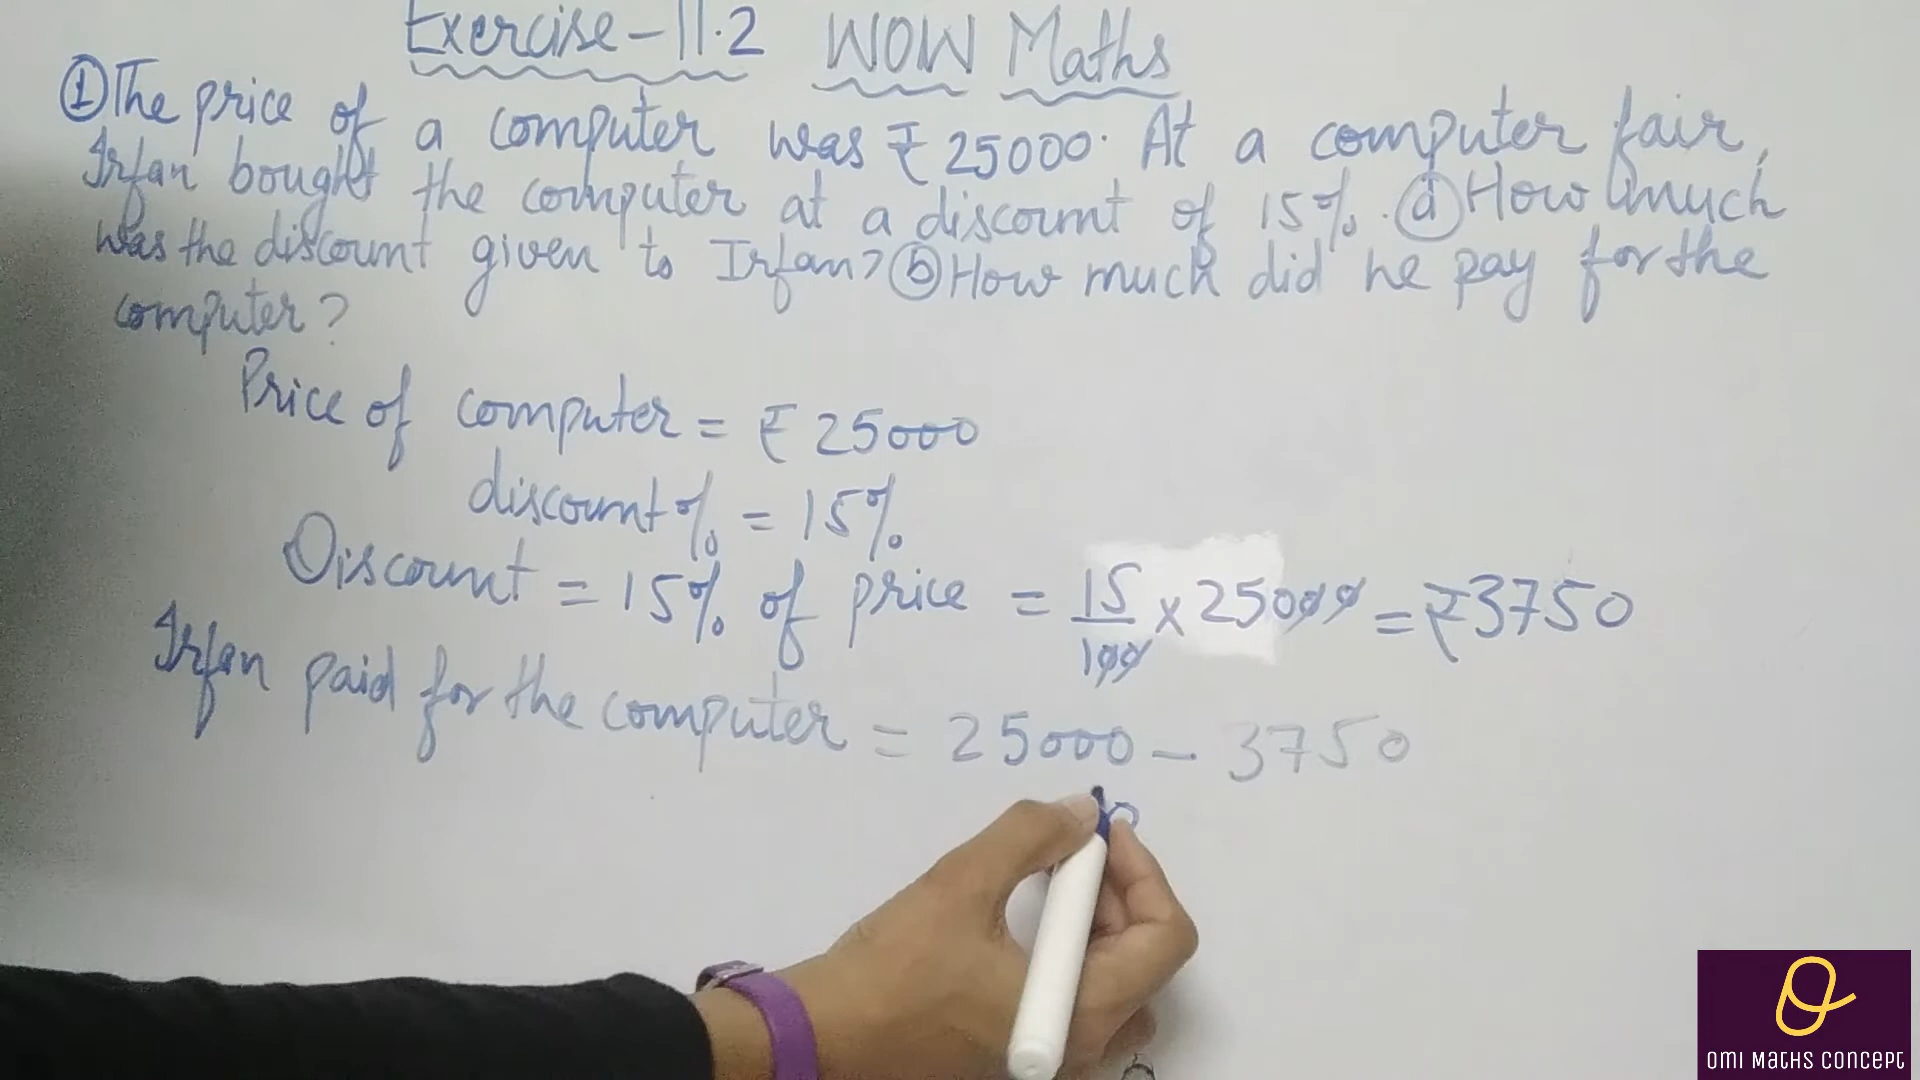 Exercise-11.2 WOW Maths
① The price of a computer was ₹ 25000. At a computer fair,
Irfan bought the computer at a discount of 15%. ⓐ How much
was the discount given to Irfan? ⓑ How much did he pay for the
computer?
Price of computer = ₹ 25000
discount% = 15%
Discount = 15% of price = 15/100 x 25000 = ₹3750
Irfan paid for the computer = 25000 - 3750
0
OMI MATHS CONCEPT